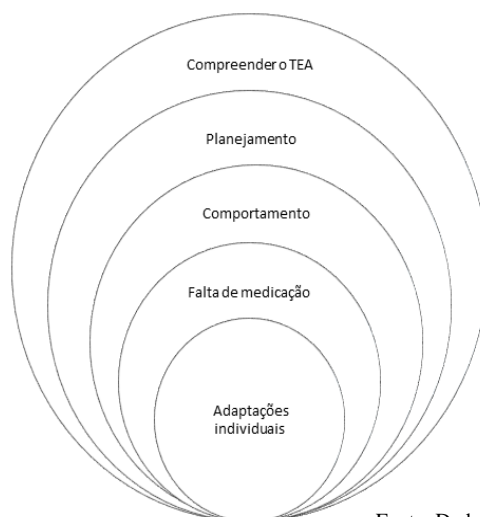 Compreender o TEA
Planejamento
Comportamento
Falta de medicação
Adaptações
individuais